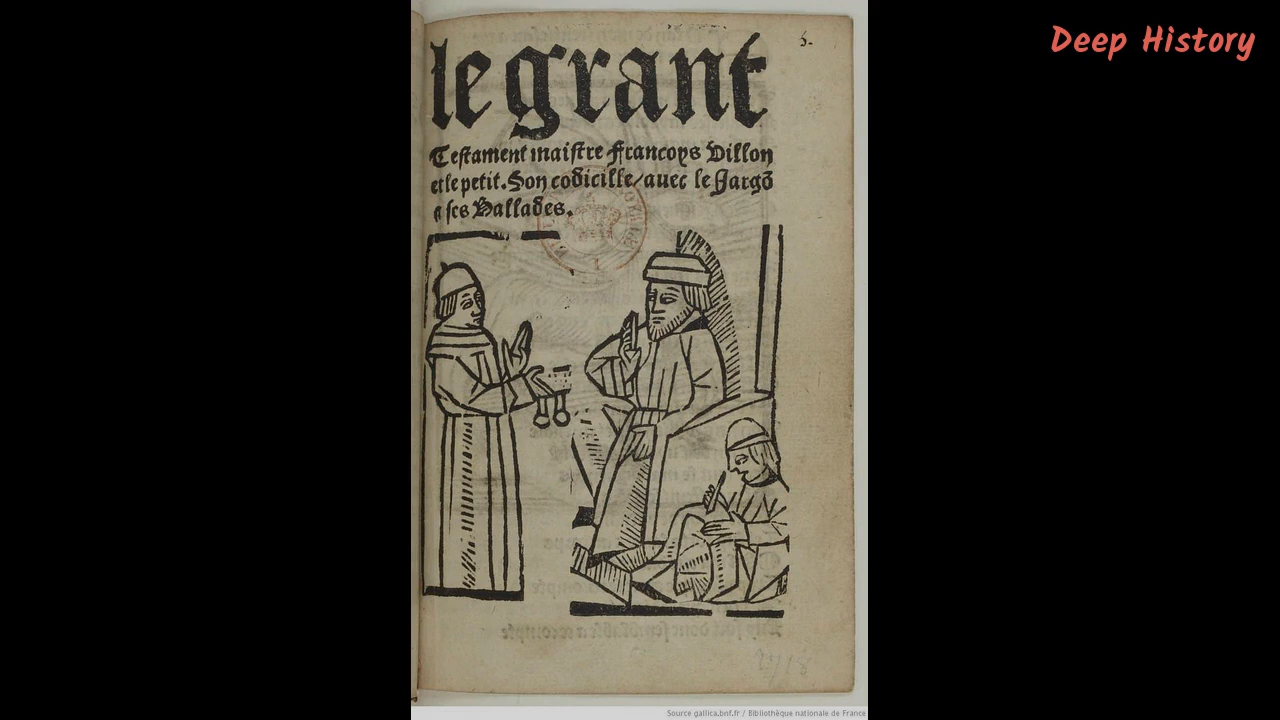 Deep History
5.
le grant
Testament maistre Francoys Villon
et le petit. Son codicille/auec le Jargō
a ses Ballades.
Source gallica.bnf.fr / Bibliothèque nationale de France